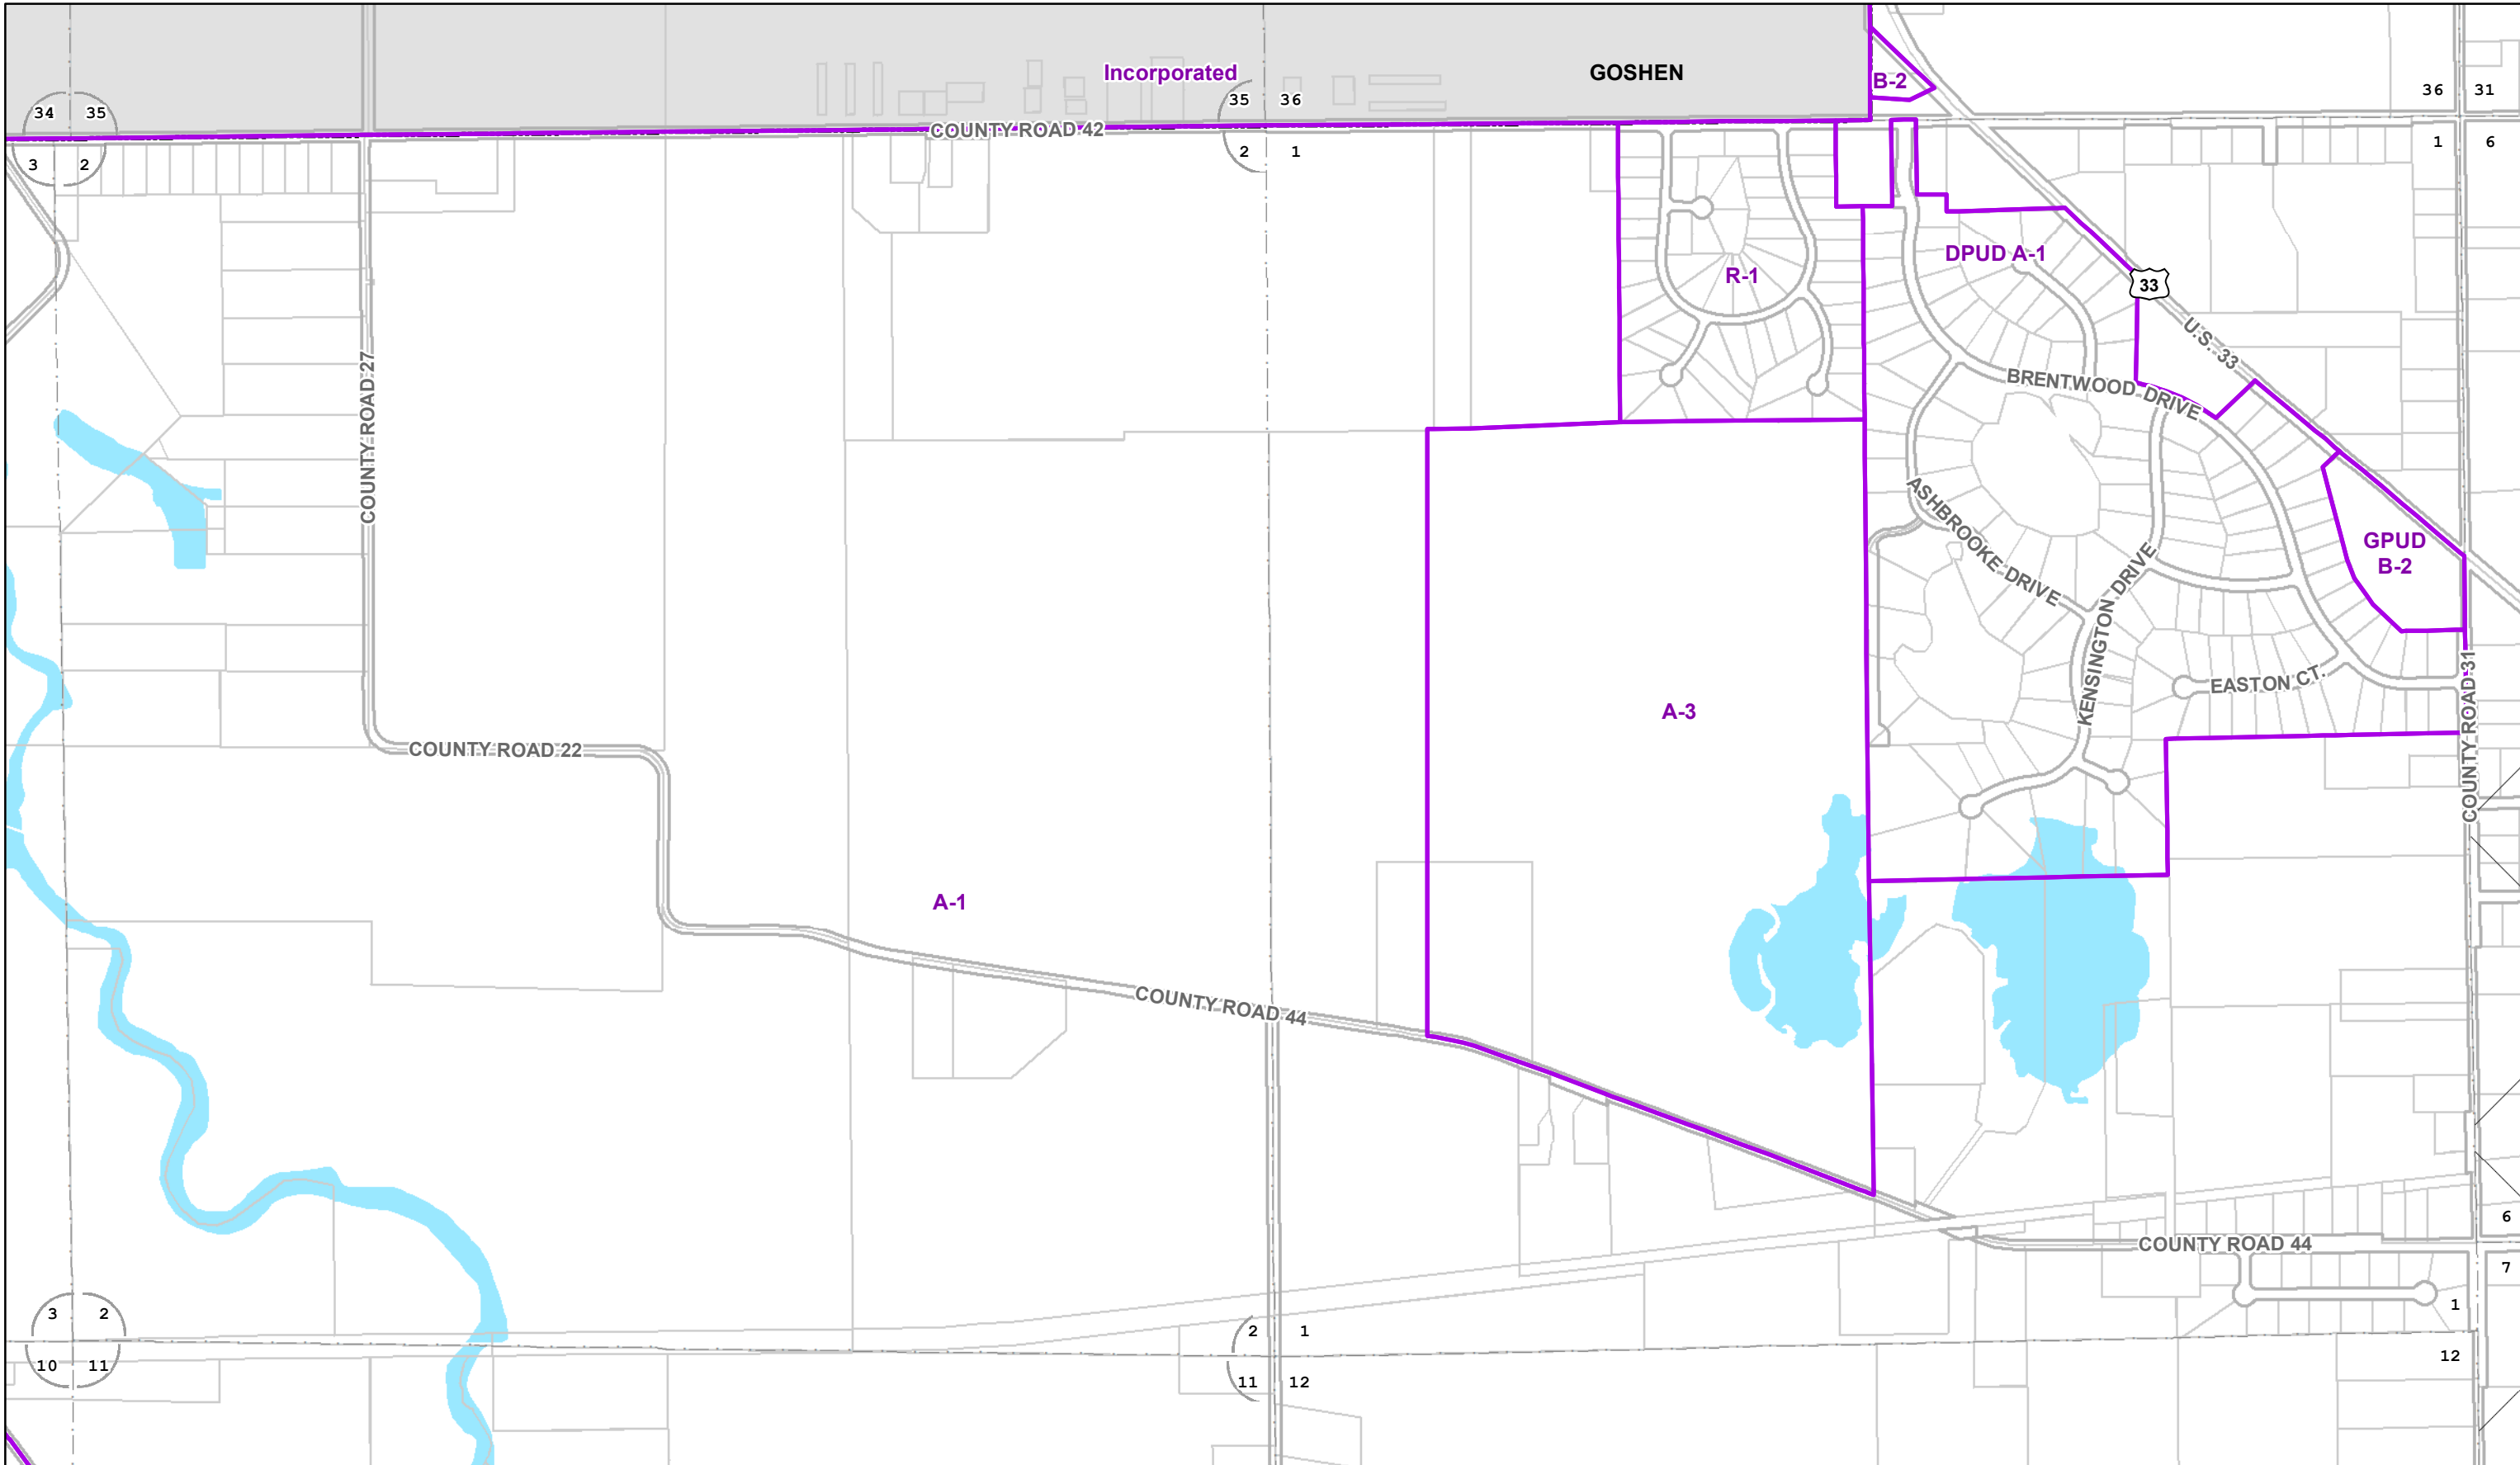 Incorporated
GOSHEN
B-2
34 35
35 36
36 31
COUNTY ROAD 42
3 2
2 1
1 6
DPUD A-1
R-1
33
U.S. 33
BRENTWOOD DRIVE
COUNTY ROAD 27
ASHBROOKE DRIVE
GPUD
B-2
KENSINGTON DRIVE
EASTON CT.
COUNTY ROAD 31
A-3
COUNTY ROAD 22
A-1
COUNTY ROAD 44
6
COUNTY ROAD 44
7
3 2
2 1
1
10 11
11 12
12